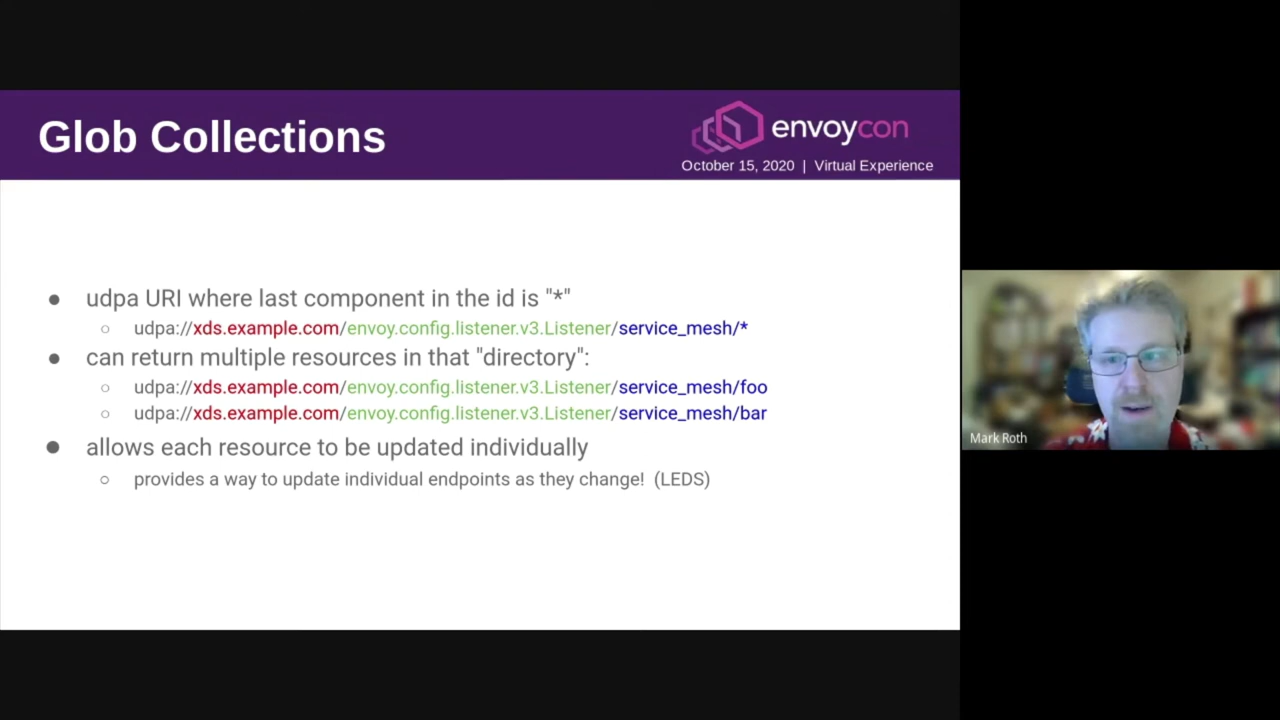 Glob Collections
envoycon
October 15, 2020 | Virtual Experience
● udpa URI where last component in the id is "*"
○ udpa://xds.example.com/envoy.config.listener.v3.Listener/service_mesh/*
● can return multiple resources in that "directory":
○ udpa://xds.example.com/envoy.config.listener.v3.Listener/service_mesh/foo
○ udpa://xds.example.com/envoy.config.listener.v3.Listener/service_mesh/bar
● allows each resource to be updated individually
○ provides a way to update individual endpoints as they change! (LEDS)
Mark Roth